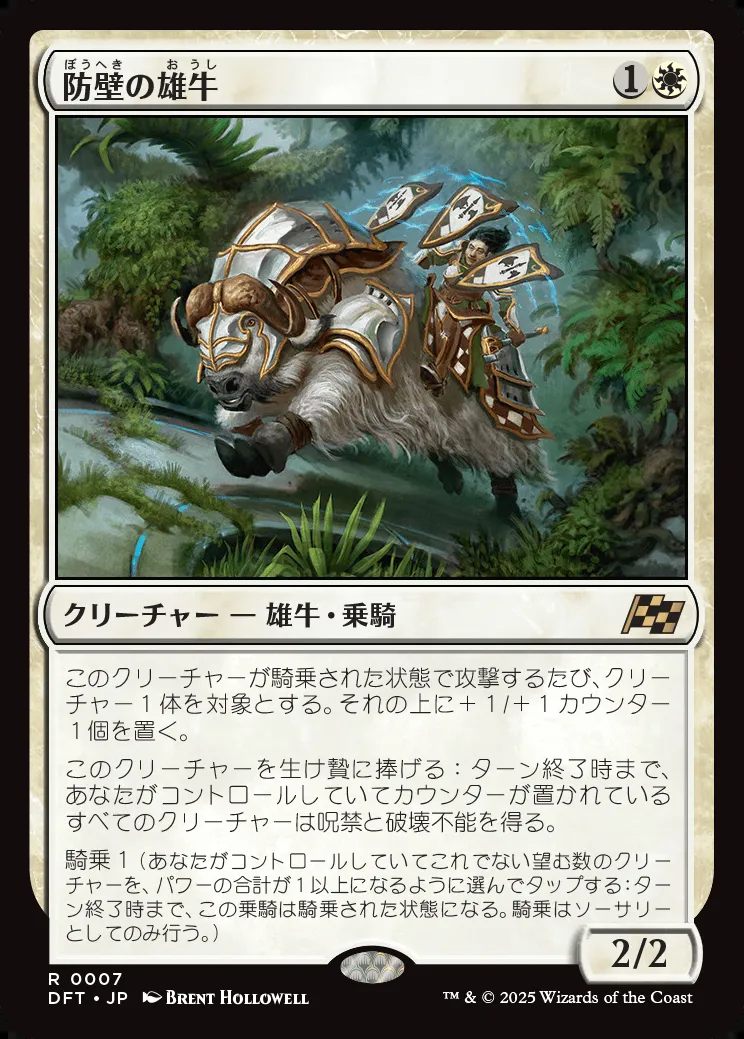 ぼうへき おうし
防壁の雄牛 1
クリーチャー — 雄牛・乗騎
このクリーチャーが騎乗された状態で攻撃するたび、クリー
チャー1体を対象とする。それの上に+1/+1カウンター
1個を置く。
このクリーチャーを生け贄に捧げる：ターン終了時まで、
あなたがコントロールしていてカウンターが置かれている
すべてのクリーチャーは呪禁と破壊不能を得る。
騎乗1（あなたがコントロールしていてこれでない望む数のクリー
チャーを、パワーの合計が1以上になるように選んでタップする：ター
ン終了時まで、この乗騎は騎乗された状態になる。騎乗はソーサリー
としてのみ行う。）
2/2
R 0007
DFT • JP Brent Hollowell
™ & © 2025 Wizards of the Coast